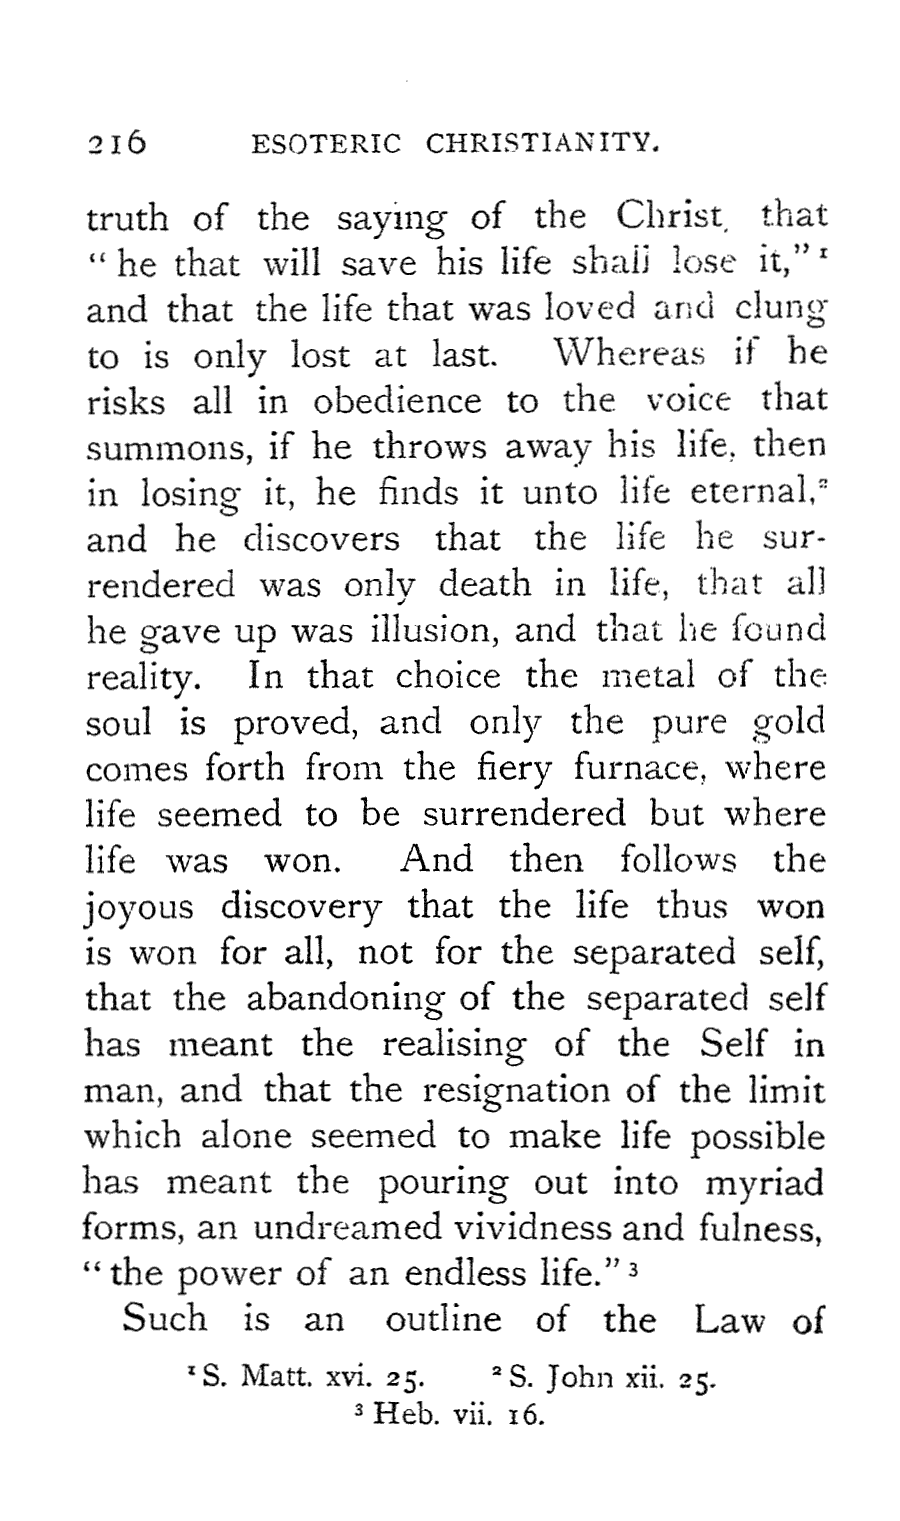 216 ESOTERIC CHRISTIANITY.
truth of the saying of the Christ, that
“ he that will save his life shall lose it,” ¹
and that the life that was loved and clung
to is only lost at last. Whereas if he
risks all in obedience to the voice that
summons, if he throws away his life, then
in losing it, he finds it unto life eternal,²
and he discovers that the life he sur-
rendered was only death in life, that all
he gave up was illusion, and that he found
reality. In that choice the metal of the
soul is proved, and only the pure gold
comes forth from the fiery furnace, where
life seemed to be surrendered but where
life was won. And then follows the
joyous discovery that the life thus won
is won for all, not for the separated self,
that the abandoning of the separated self
has meant the realising of the Self in
man, and that the resignation of the limit
which alone seemed to make life possible
has meant the pouring out into myriad
forms, an undreamed vividness and fulness,
“ the power of an endless life.” ³
Such is an outline of the Law of
¹ S. Matt. xvi. 25. ² S. John xii. 25.
³ Heb. vii. 16.